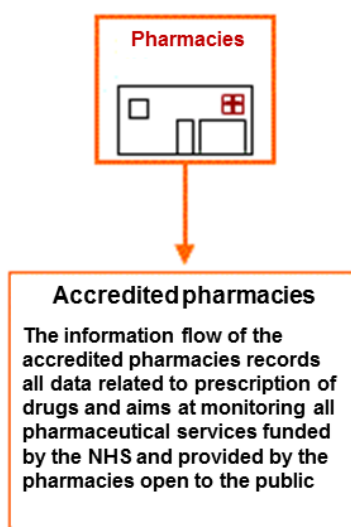 Pharmacies
Accredited pharmacies
The information flow of the
accredited pharmacies records
all data related to prescription of
drugs and aims at monitoring all
pharmaceutical services funded
by the NHS and provided by the
pharmacies open to the public